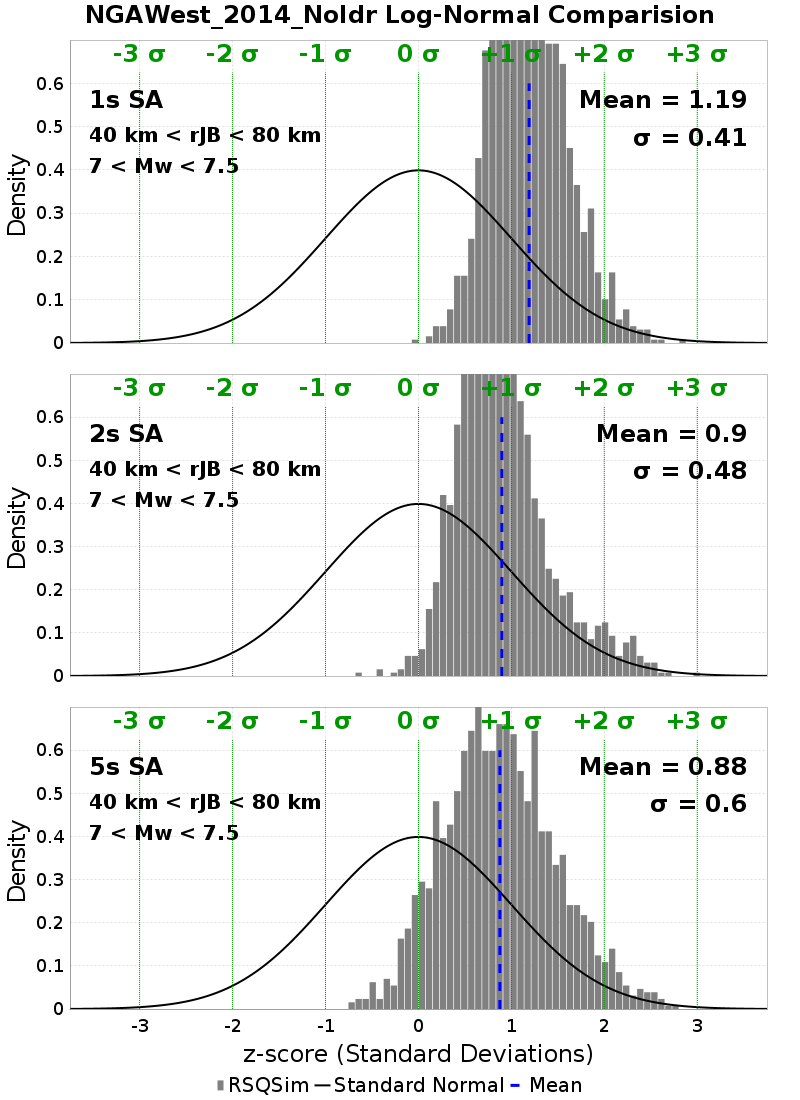 NGAWest_2014_NoIdr Log-Normal Comparision
-3 σ -2 σ -1 σ 0 σ +1 σ +2 σ +3 σ
1s SA
40 km < rJB < 80 km
7 < Mw < 7.5
Mean = 1.19
σ = 0.41
Density
0.6
0.5
0.4
0.3
0.2
0.1
0
-3 σ -2 σ -1 σ 0 σ +1 σ +2 σ +3 σ
2s SA
40 km < rJB < 80 km
7 < Mw < 7.5
Mean = 0.9
σ = 0.48
Density
0.6
0.5
0.4
0.3
0.2
0.1
0
-3 σ -2 σ -1 σ 0 σ +1 σ +2 σ +3 σ
5s SA
40 km < rJB < 80 km
7 < Mw < 7.5
Mean = 0.88
σ = 0.6
Density
0.6
0.5
0.4
0.3
0.2
0.1
0
-3 -2 -1 0 1 2 3
z-score (Standard Deviations)
RSQSim Standard Normal Mean